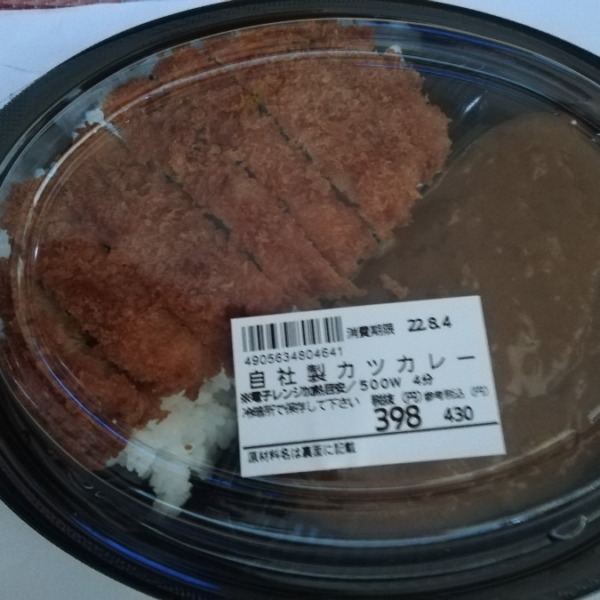 消費期限 22.8.4
4905634804641
自社製カツカレー
※電子レンジ加熱目安/500W 4分
冷暗所で保存して下さい 税抜(円) 参考税込(円)
398 430
原材料名は裏面に記載